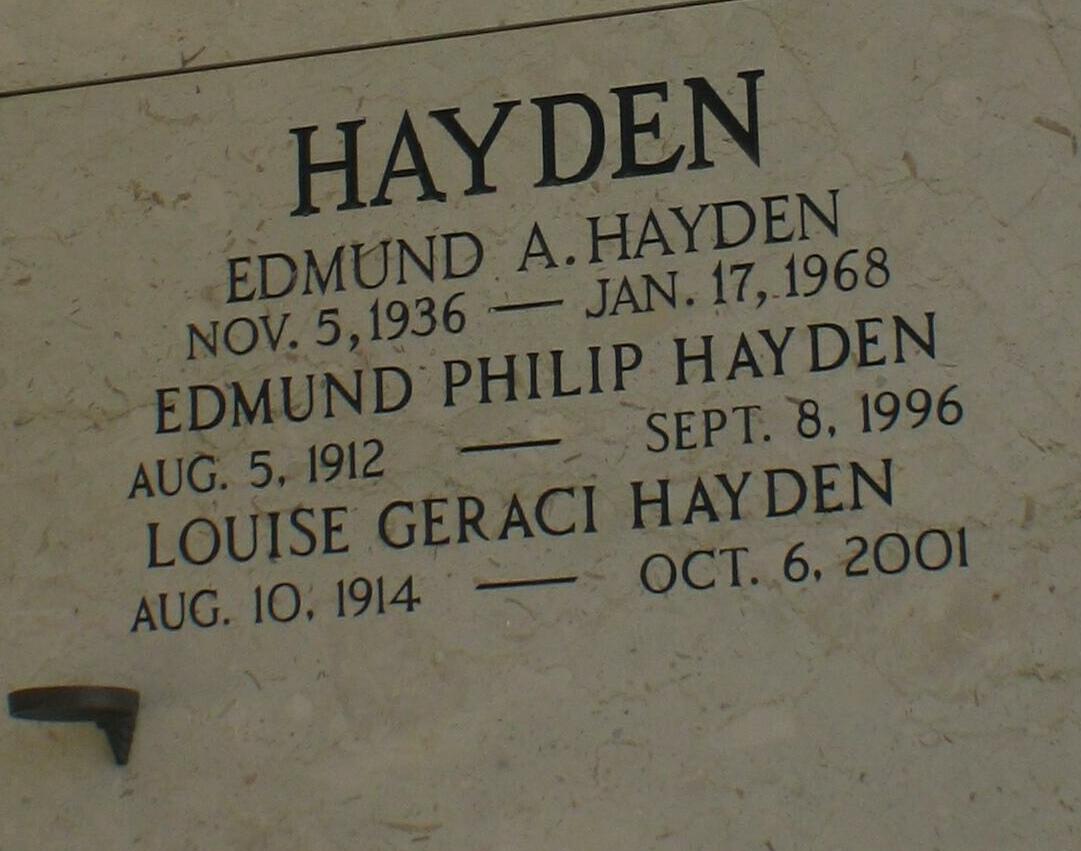 HAYDEN
EDMUND A. HAYDEN
NOV. 5, 1936 — JAN. 17, 1968
EDMUND PHILIP HAYDEN
AUG. 5, 1912 — SEPT. 8, 1996
LOUISE GERACI HAYDEN
AUG. 10, 1914 — OCT. 6, 2001